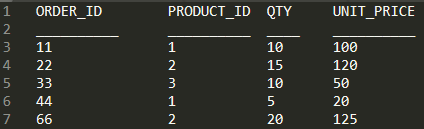 1 ORDER_ID PRODUCT_ID QTY UNIT_PRICE
2 __________ __________ ____ __________
3 11 1 10 100
4 22 2 15 120
5 33 3 10 50
6 44 1 5 20
7 66 2 20 125